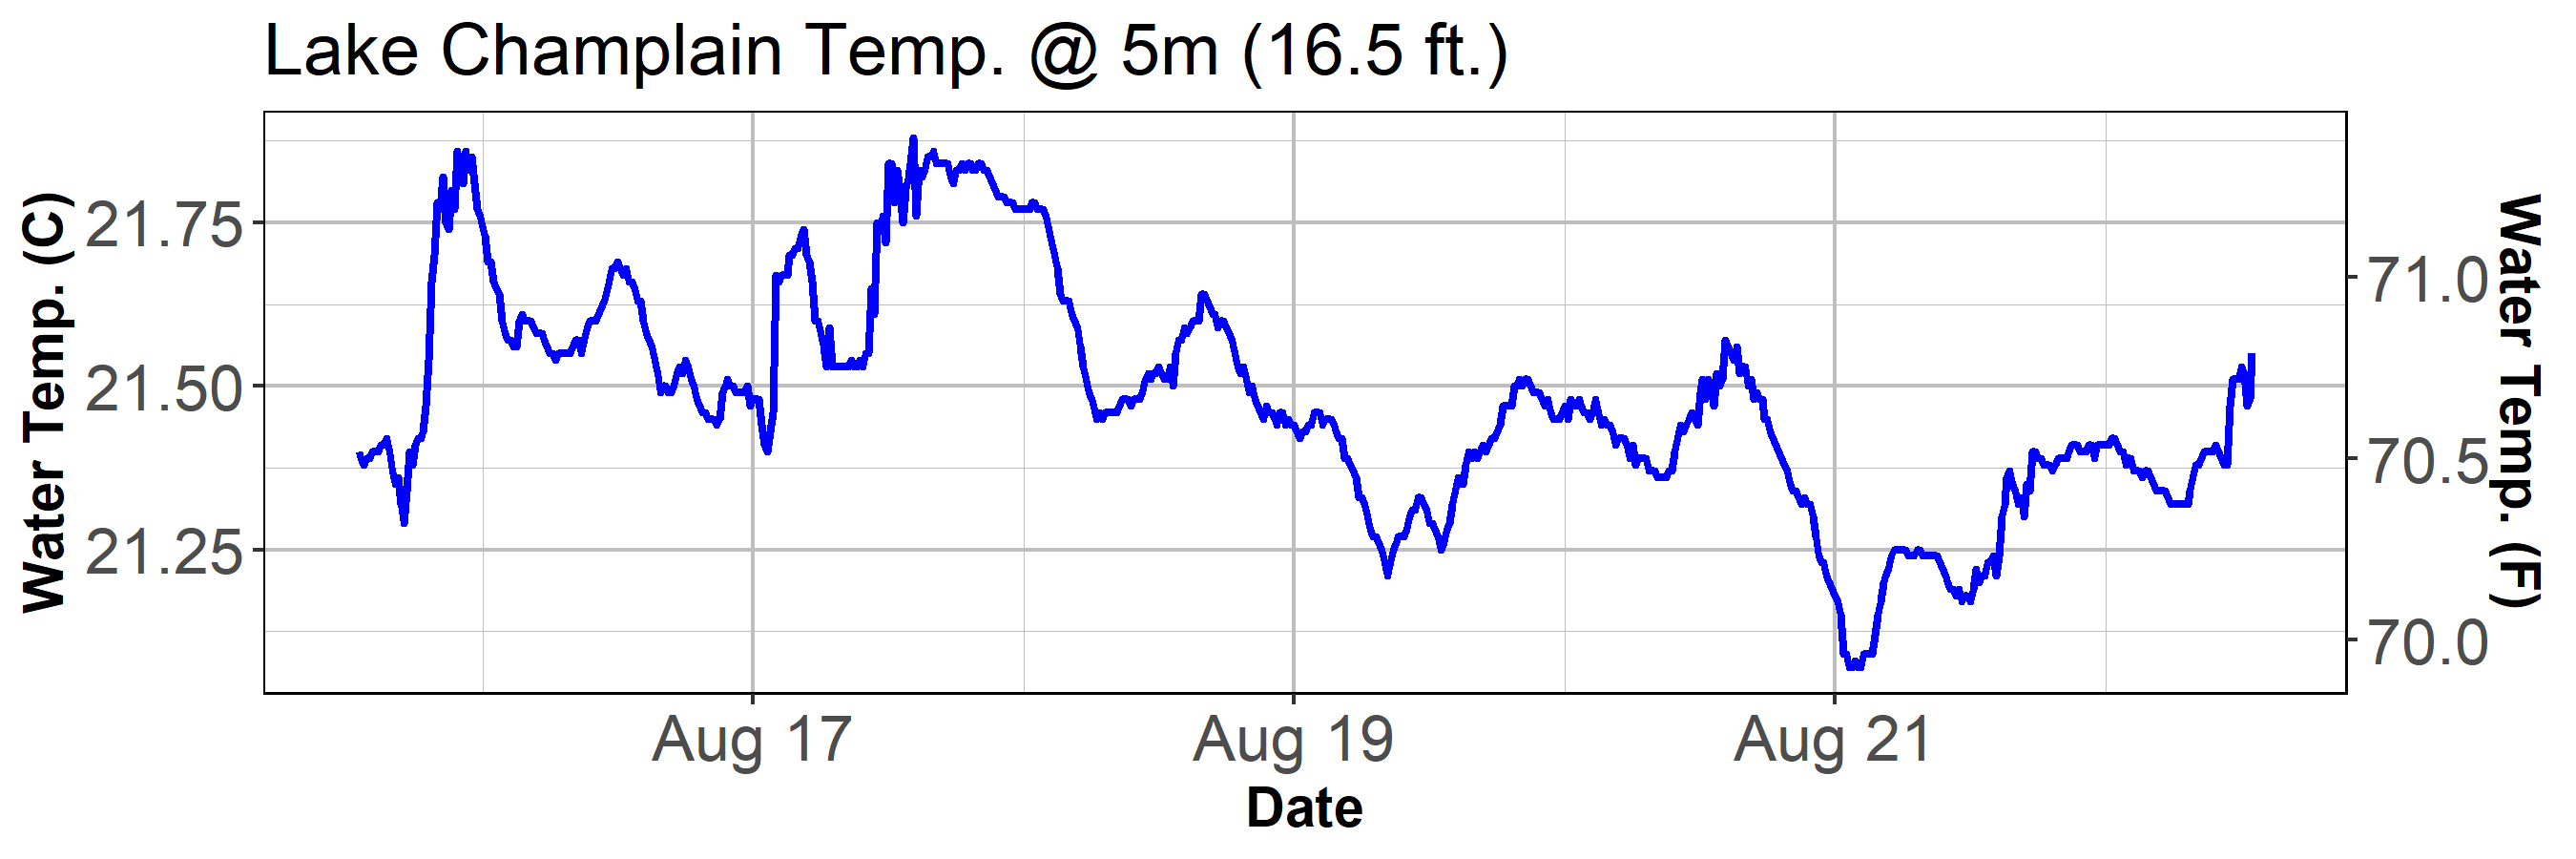 Lake Champlain Temp. @ 5m (16.5 ft.)
Water Temp. (C)
21.75
21.50
21.25
71.0
70.5
70.0
Water Temp. (F)
Aug 17 Aug 19 Aug 21
Date